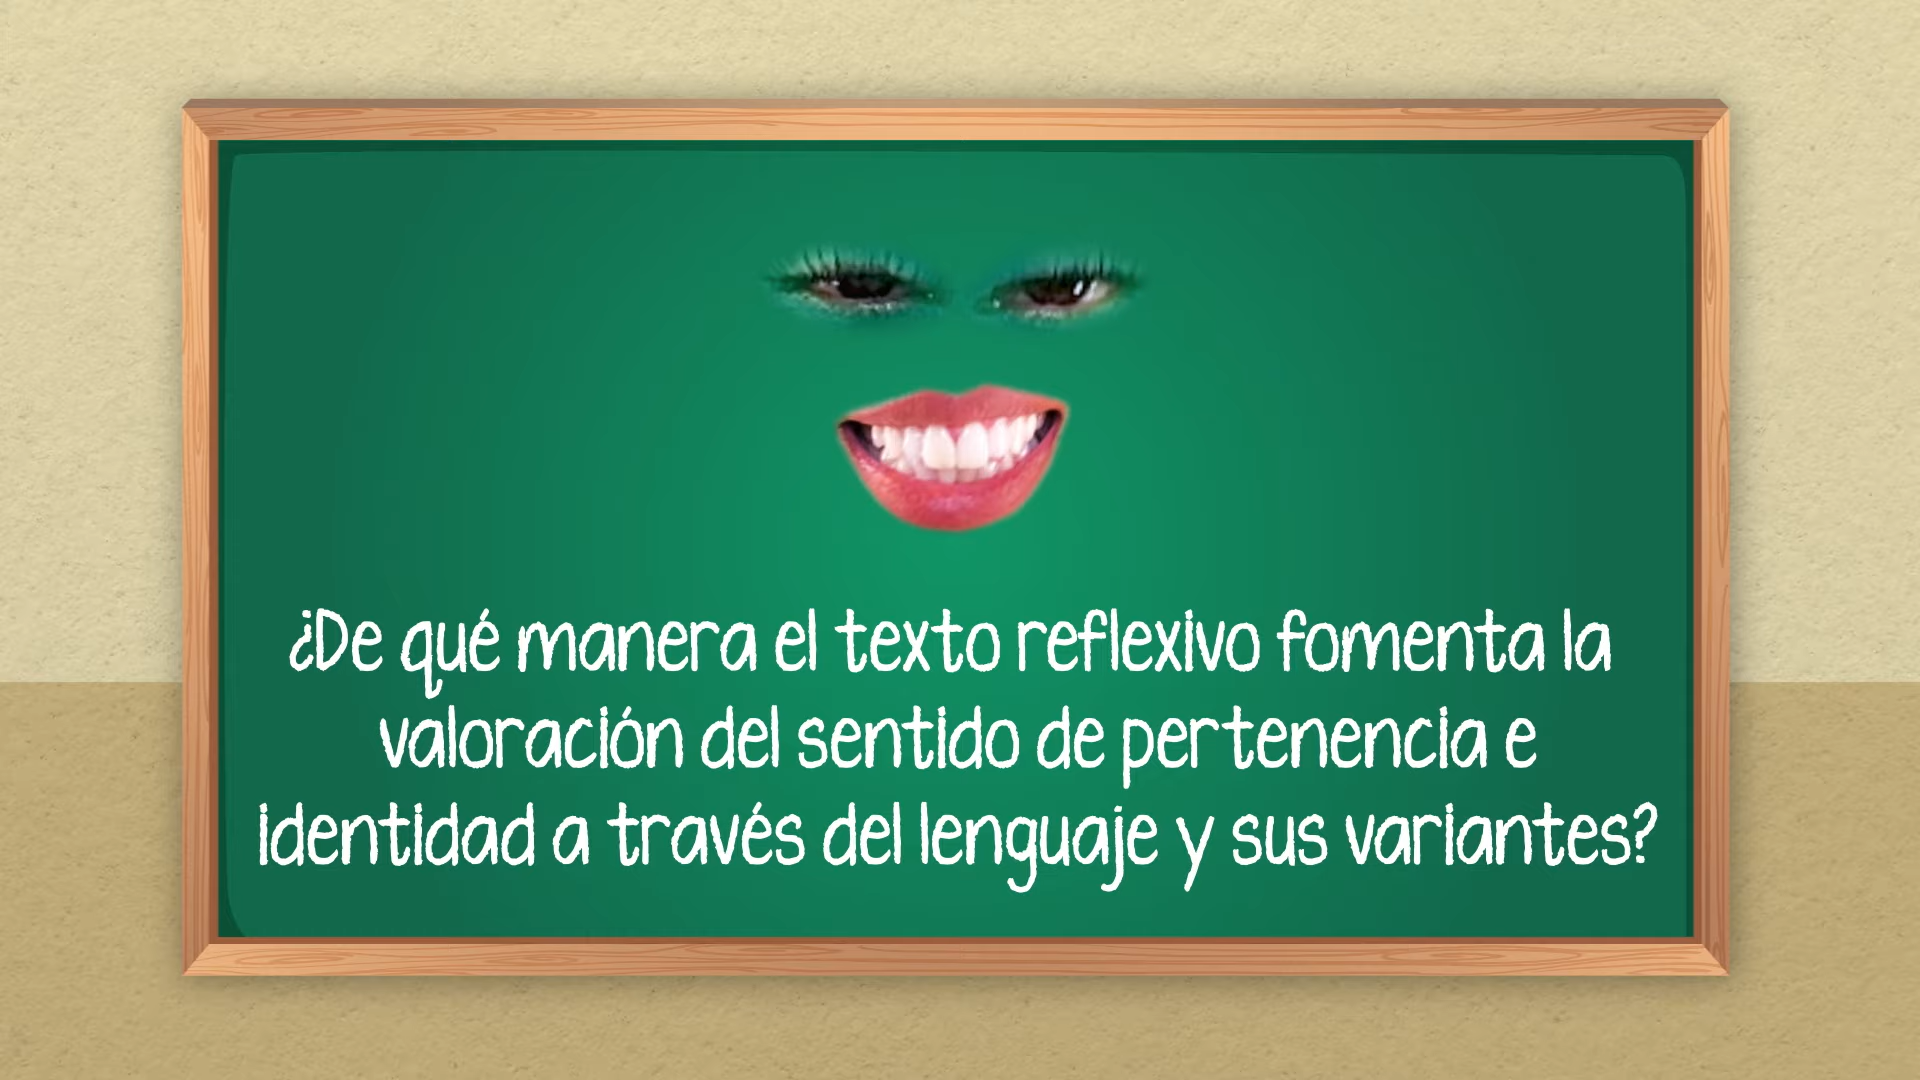 ¿De qué manera el texto reflexivo fomenta la
valoración del sentido de pertenencia e
identidad a través del lenguaje y sus variantes?